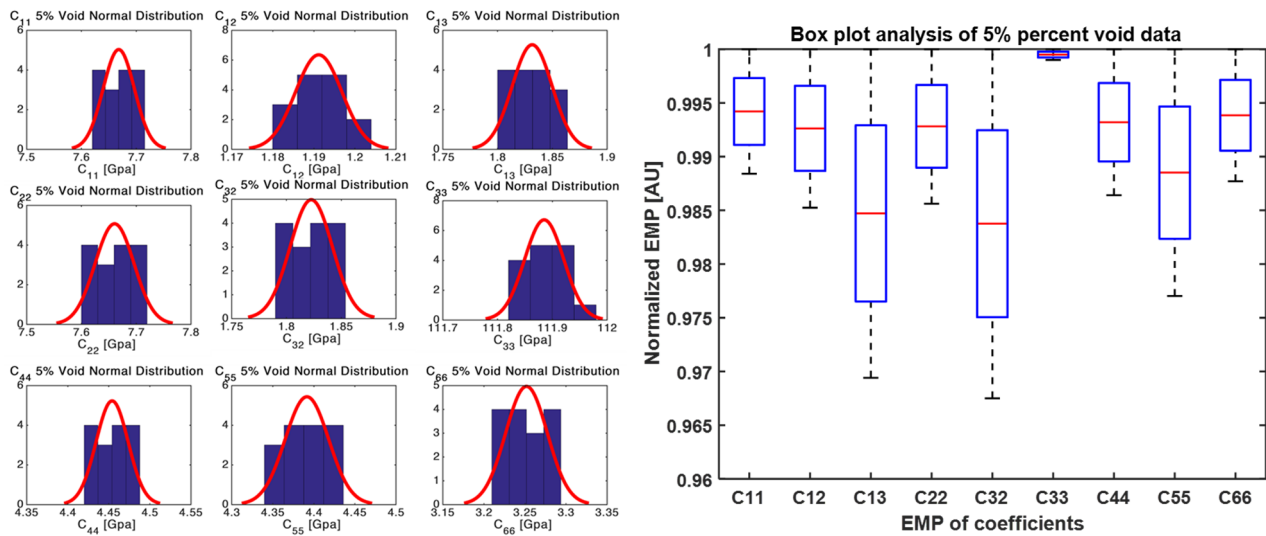 C11 5% Void Normal Distribution
6
4
2
0
7.5 7.6 7.7 7.8
C11 [Gpa]
C12 5% Void Normal Distribution
8
6
4
2
0
1.17 1.18 1.19 1.2 1.21
C12 [Gpa]
C13 5% Void Normal Distribution
6
4
2
0
1.75 1.8 1.85 1.9
C13 [Gpa]
C22 5% Void Normal Distribution
6
4
2
0
7.5 7.6 7.7 7.8
C22 [Gpa]
C32 5% Void Normal Distribution
5
4
3
2
1
0
1.75 1.8 1.85 1.9
C32 [Gpa]
C33 5% Void Normal Distribution
8
6
4
2
0
111.7 111.8 111.9 112
C33 [Gpa]
C44 5% Void Normal Distribution
6
4
2
0
4.35 4.4 4.45 4.5 4.55
C44 [Gpa]
C55 5% Void Normal Distribution
6
4
2
0
4.3 4.35 4.4 4.45 4.5
C55 [Gpa]
C66 5% Void Normal Distribution
5
4
3
2
1
0
3.15 3.2 3.25 3.3 3.35
C66 [Gpa]
Box plot analysis of 5% percent void data
Normalized EMP [AU]
1
0.995
0.99
0.985
0.98
0.975
0.97
0.965
0.96
C11 C12 C13 C22 C32 C33 C44 C55 C66
EMP of coefficients